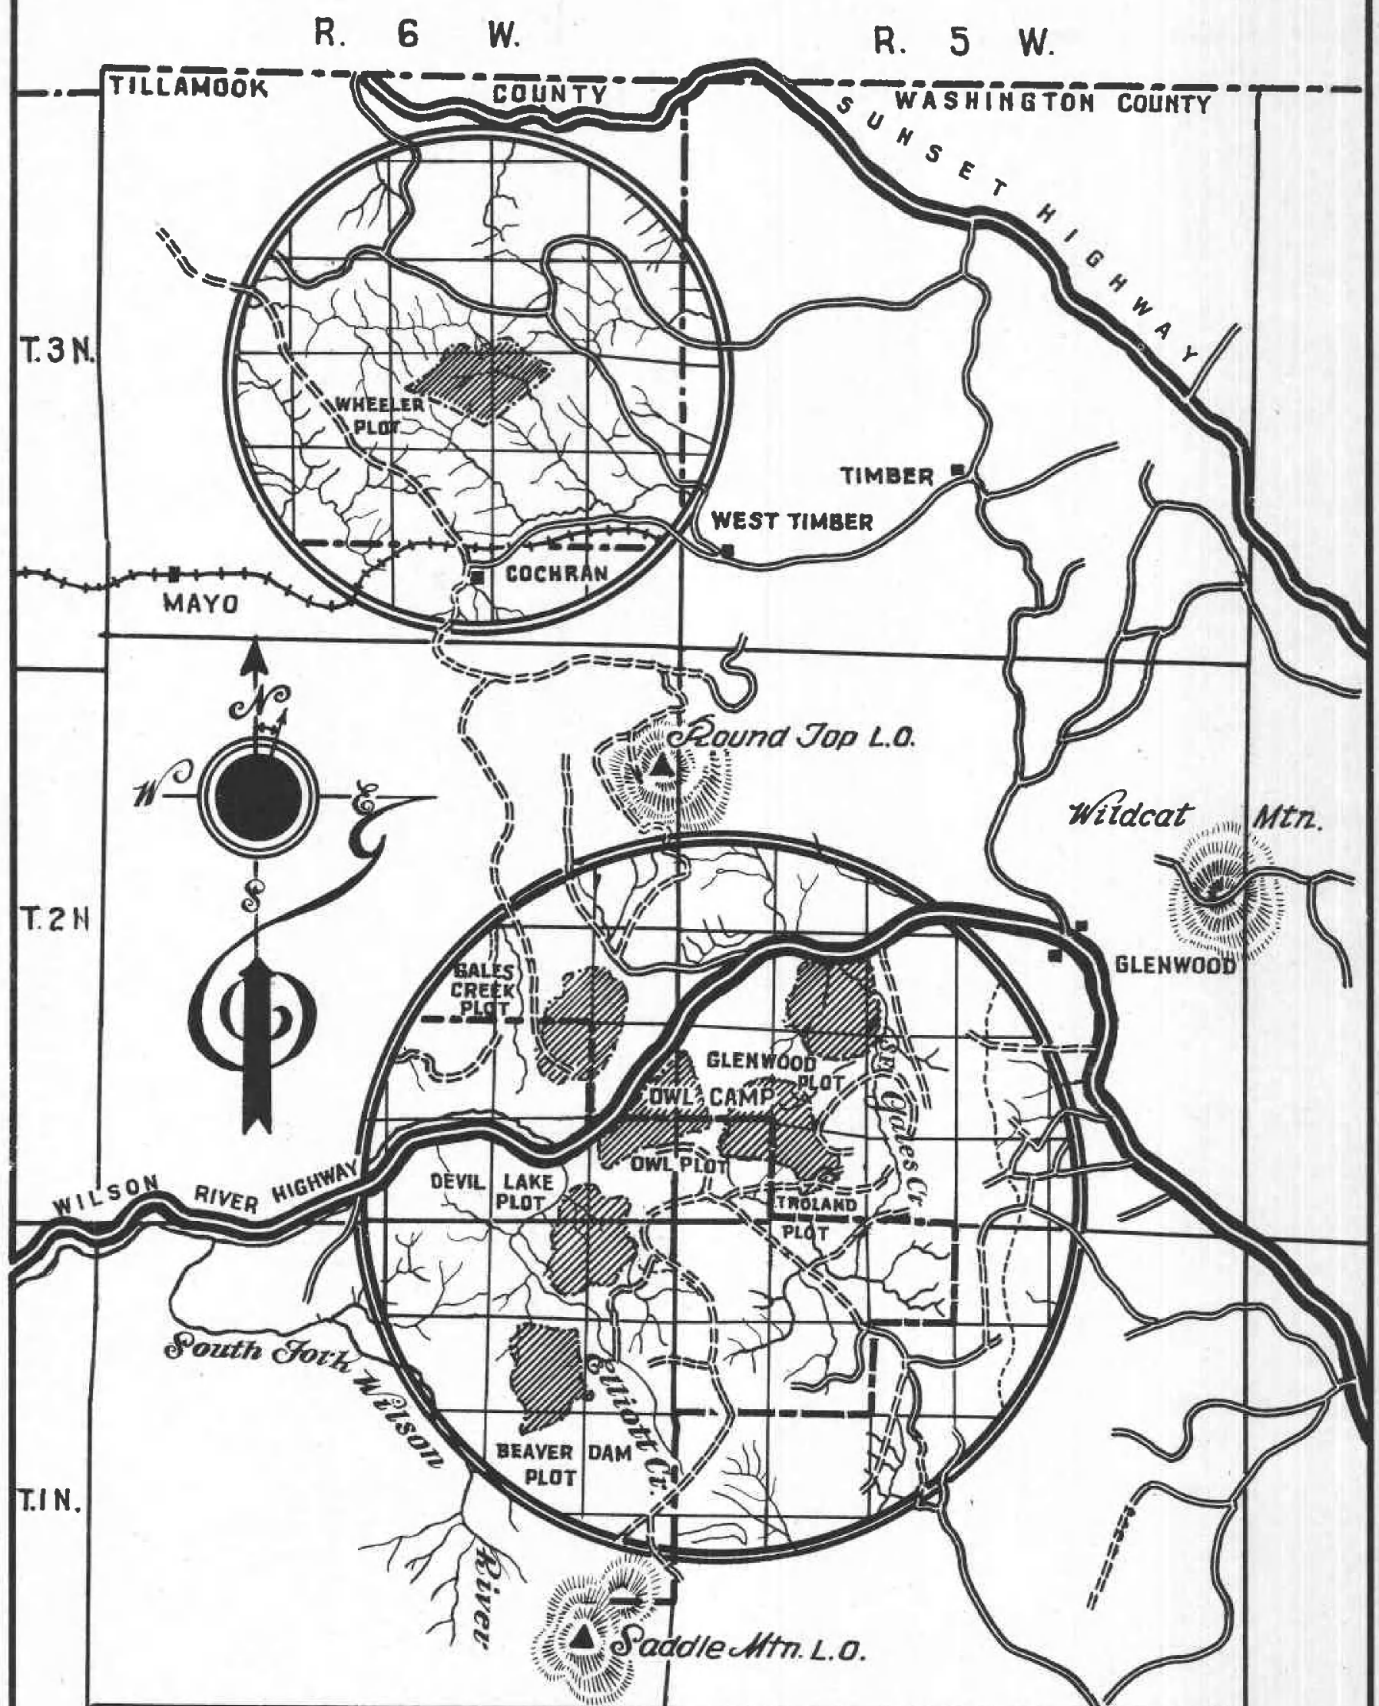 R. 6 W.
R. 5 W.
TILLAMOOK COUNTY
WASHINGTON COUNTY
SUNSET HIGHWAY
T.3 N.
WHEELER
PLOT
TIMBER
WEST TIMBER
COCHRAN
MAYO
N
W
E
S
Round Top L.O.
Wildcat Mtn.
T.2N
GLENWOOD
GALES
CREEK
PLOT
GLENWOOD
PLOT
OWL CAMP
S.F. Gales Cr.
OWL PLOT
DEVIL LAKE
PLOT
TROLAND
PLOT
WILSON RIVER HIGHWAY
South Fork Wilson River
Elliott Cr.
BEAVER DAM
PLOT
T.1N.
Saddle Mtn. L.O.